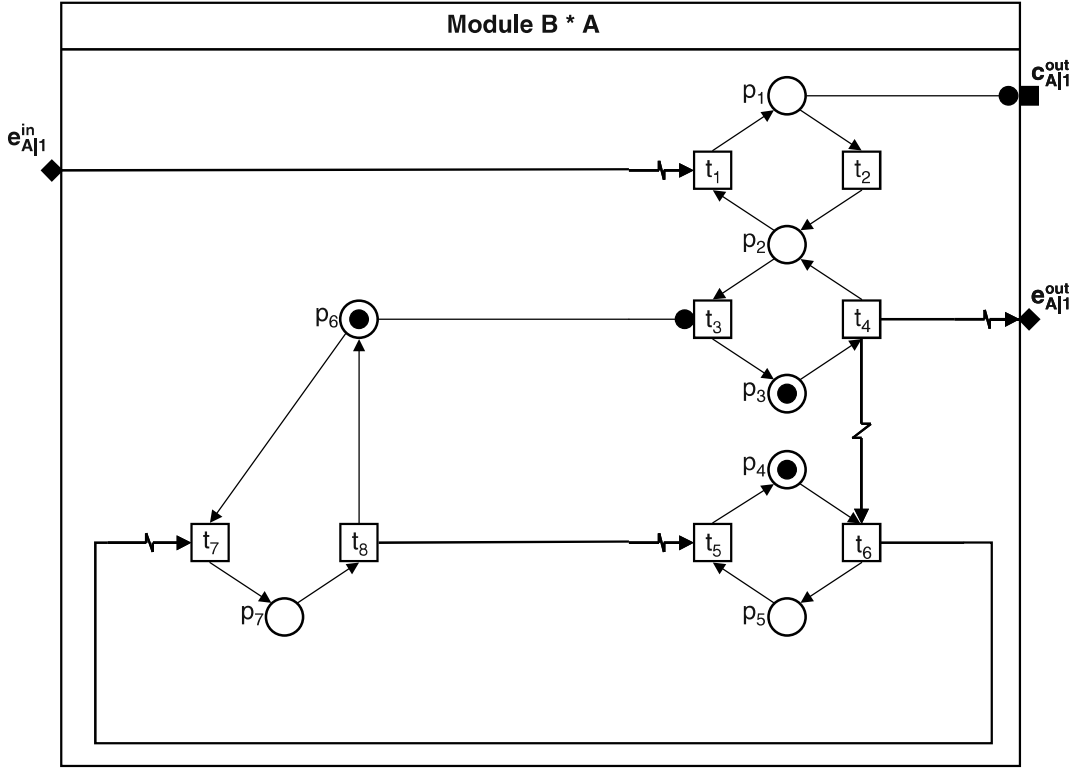 Module B * A
c^out_A|1
p1
e^in_A|1
t1
t2
p2
e^out_A|1
p6
t3
t4
p3
p4
t7
t8
t5
t6
p7
p5